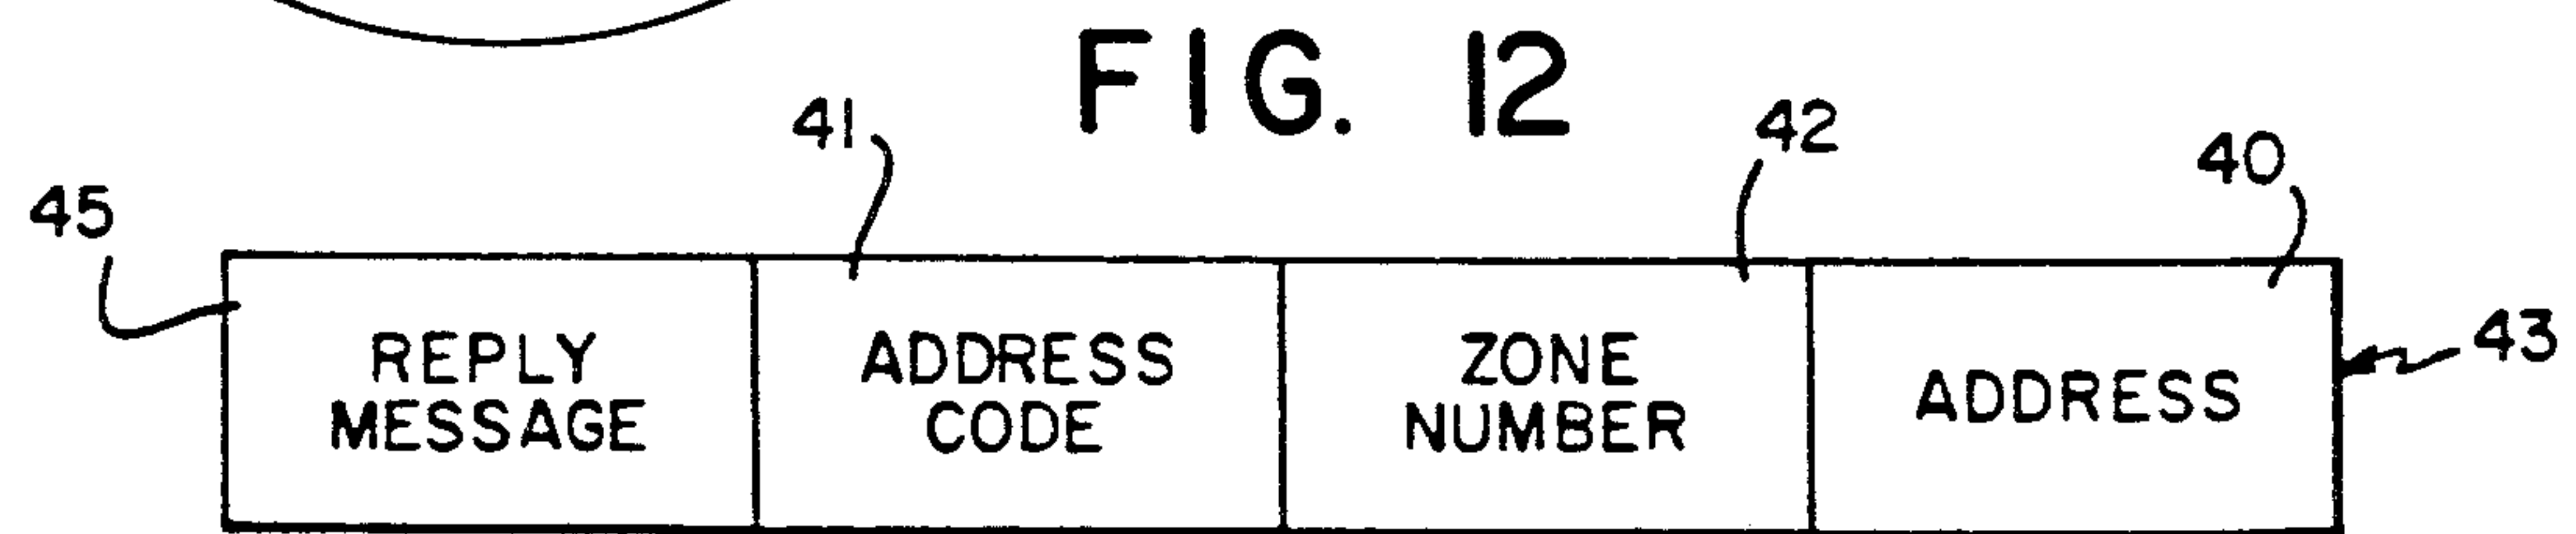 FIG. 12
41
42
40
45
43
REPLY
MESSAGE
ADDRESS
CODE
ZONE
NUMBER
ADDRESS